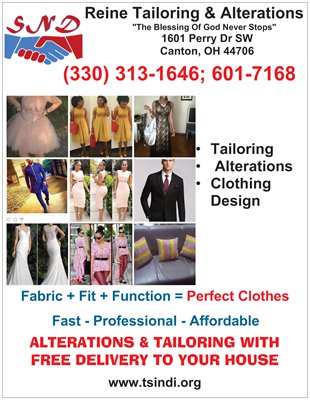 SND
Reine Tailoring & Alterations
"The Blessing Of God Never Stops"
1601 Perry Dr SW
Canton, OH 44706
(330) 313-1646; 601-7168
• Tailoring
• Alterations
• Clothing
Design
Fabric + Fit + Function = Perfect Clothes
Fast - Professional - Affordable
ALTERATIONS & TAILORING WITH
FREE DELIVERY TO YOUR HOUSE
www.tsindi.org